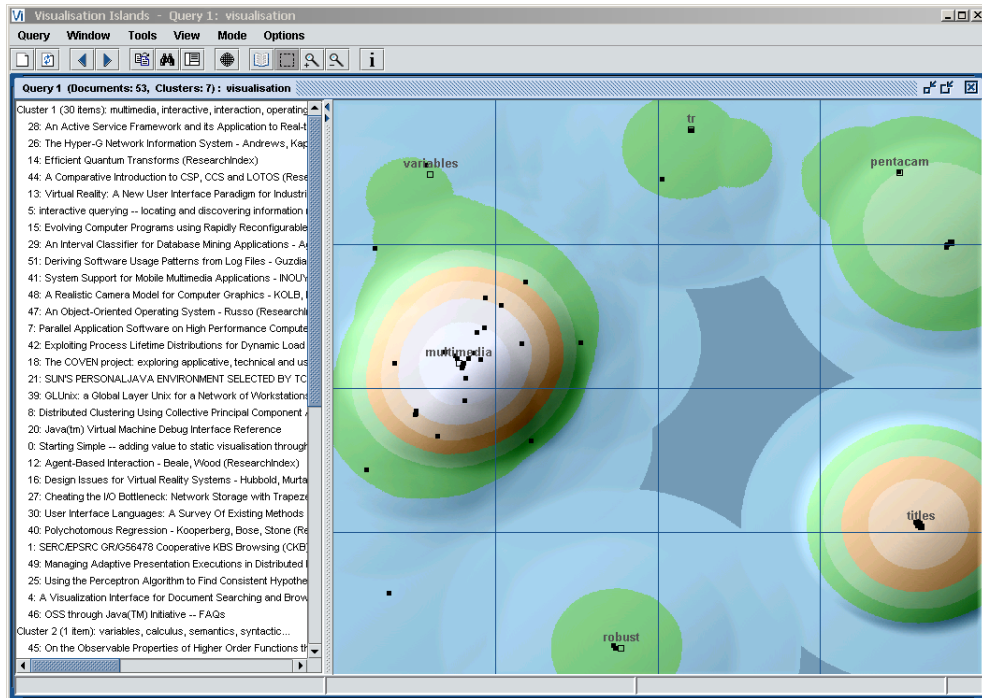 Vi Visualisation Islands - Query 1: visualisation
Query Window Tools View Mode Options
i
Query 1 (Documents: 53, Clusters: 7) : visualisation
Cluster 1 (30 items): multimedia, interactive, interaction, operating
28: An Active Service Framework and its Application to Real-t
26: The Hyper-G Network Information System - Andrews, Kap
14: Efficient Quantum Transforms (ResearchIndex)
44: A Comparative Introduction to CSP, CCS and LOTOS (Rese
13: Virtual Reality: A New User Interface Paradigm for Industri
5: interactive querying -- locating and discovering information
15: Evolving Computer Programs using Rapidly Reconfigurable
29: An Interval Classifier for Database Mining Applications - Ag
51: Deriving Software Usage Patterns from Log Files - Guzdia
41: System Support for Mobile Multimedia Applications - INOUY
48: A Realistic Camera Model for Computer Graphics - KOLB,
47: An Object-Oriented Operating System - Russo (ResearchI
7: Parallel Application Software on High Performance Compute
42: Exploiting Process Lifetime Distributions for Dynamic Load
18: The COVEN project: exploring applicative, technical and us
21: SUN'S PERSONALJAVA ENVIRONMENT SELECTED BY TC
39: GLUnix: a Global Layer Unix for a Network of Workstations
8: Distributed Clustering Using Collective Principal Component
20: Java(tm) Virtual Machine Debug Interface Reference
0: Starting Simple -- adding value to static visualisation through
12: Agent-Based Interaction - Beale, Wood (ResearchIndex)
16: Design Issues for Virtual Reality Systems - Hubbold, Murta
27: Cheating the I/O Bottleneck: Network Storage with Trapeze
30: User Interface Languages: A Survey Of Existing Methods
40: Polychotomous Regression - Kooperberg, Bose, Stone (Re
1: SERC/EPSRC GR/G56478 Cooperative KBS Browsing (CKB)
49: Managing Adaptive Presentation Executions in Distributed
25: Using the Perceptron Algorithm to Find Consistent Hypothe
4: A Visualization Interface for Document Searching and Brow
46: OSS through Java(TM) Initiative -- FAQs
Cluster 2 (1 item): variables, calculus, semantics, syntactic...
45: On the Observable Properties of Higher Order Functions th
tr
variables
pentacam
multimedia
titles
robust